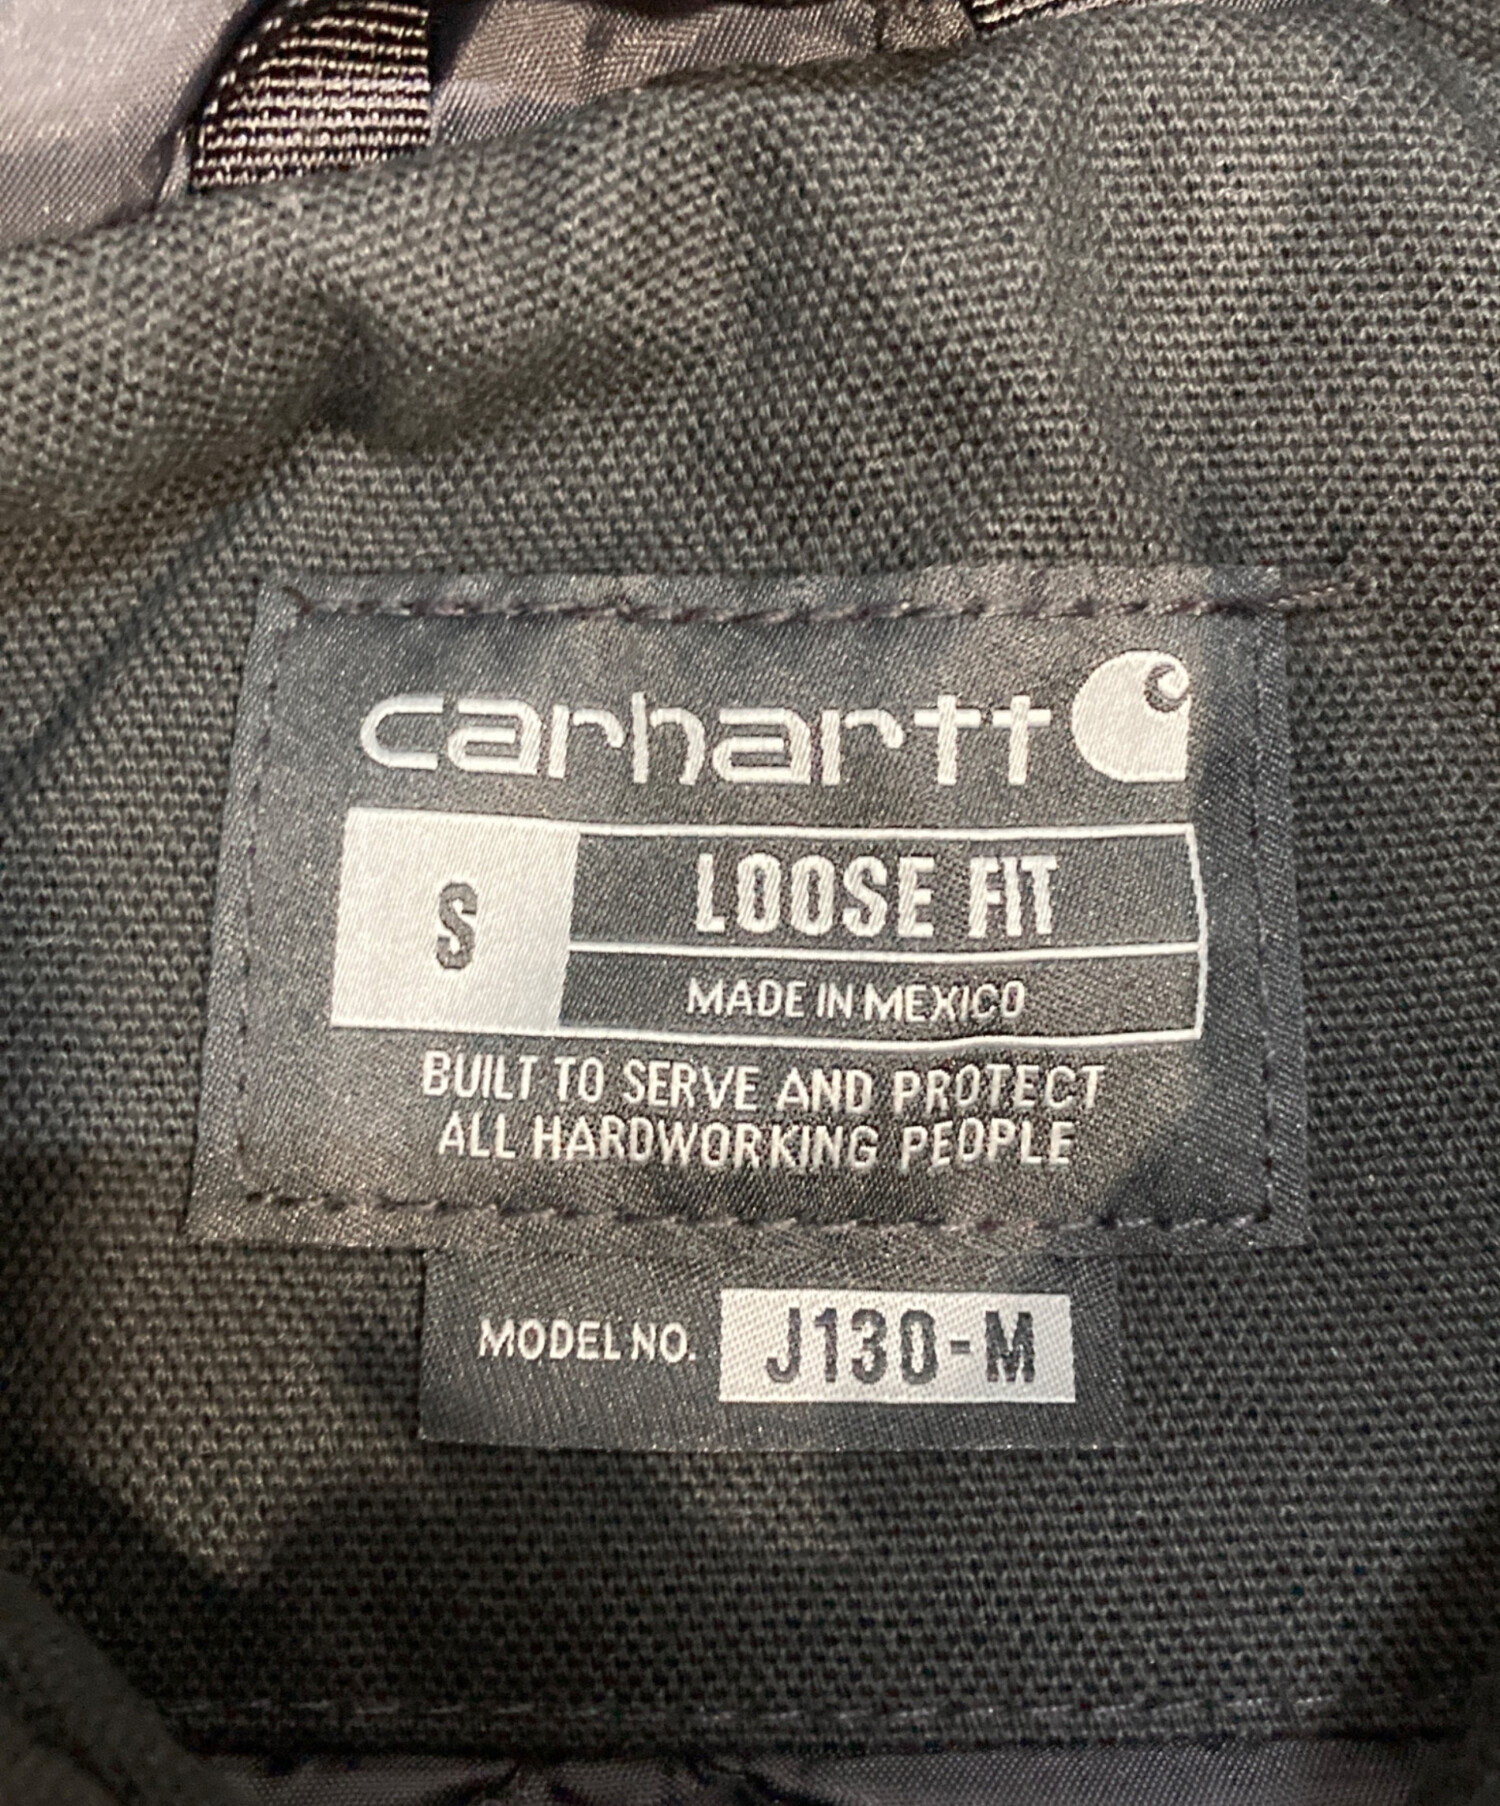 carhartt
S
LOOSE FIT
MADE IN MEXICO
BUILT TO SERVE AND PROTECT
ALL HARDWORKING PEOPLE
MODEL NO. J130-M